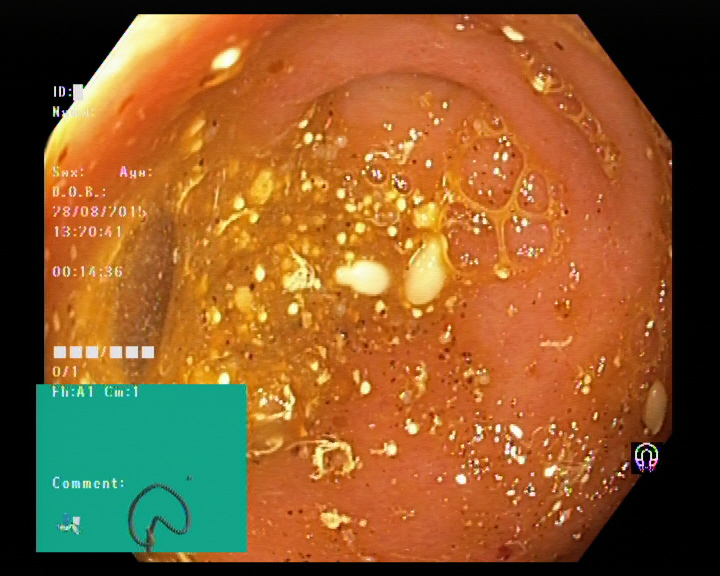 ID:
Name:
Sex: Age:
D.O.B.:
28/08/2015
13:20:41
00:14:36
0/1
Eh:A1 Cm:1
Comment: